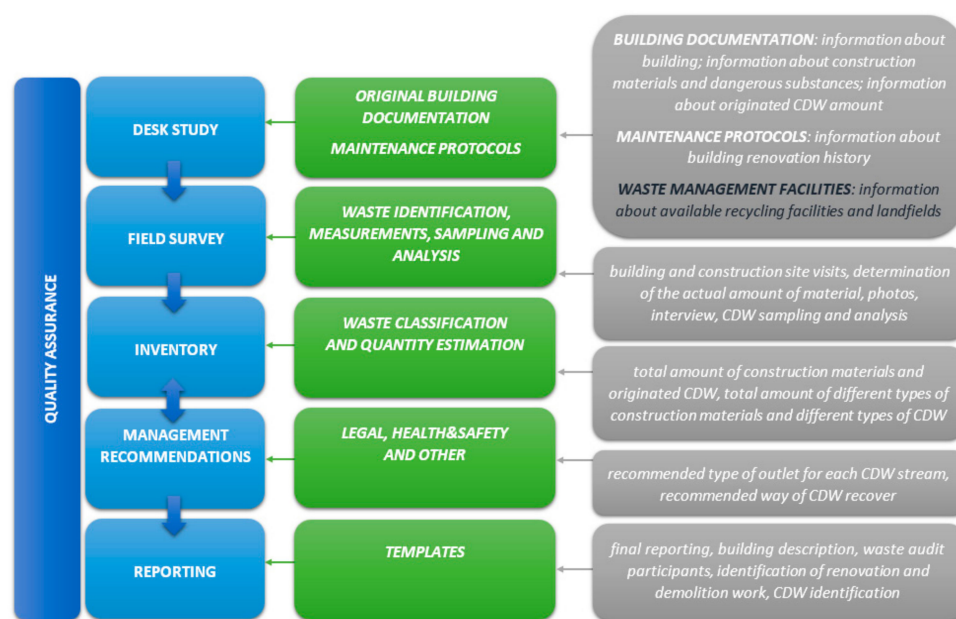 QUALITY ASSURANCE
DESK STUDY
ORIGINAL BUILDING
DOCUMENTATION
MAINTENANCE PROTOCOLS
BUILDING DOCUMENTATION: information about
building; information about construction
materials and dangerous substances; information
about originated CDW amount
MAINTENANCE PROTOCOLS: information about
building renovation history
WASTE MANAGEMENT FACILITIES: information
about available recycling facilities and landfields
FIELD SURVEY
WASTE IDENTIFICATION,
MEASUREMENTS, SAMPLING AND
ANALYSIS
building and construction site visits, determination
of the actual amount of material, photos,
interview, CDW sampling and analysis
INVENTORY
WASTE CLASSIFICATION
AND QUANTITY ESTIMATION
total amount of construction materials and
originated CDW, total amount of different types of
construction materials and different types of CDW
MANAGEMENT
RECOMMENDATIONS
LEGAL, HEALTH&SAFETY
AND OTHER
recommended type of outlet for each CDW stream,
recommended way of CDW recover
REPORTING
TEMPLATES
final reporting, building description, waste audit
participants, identification of renovation and
demolition work, CDW identification